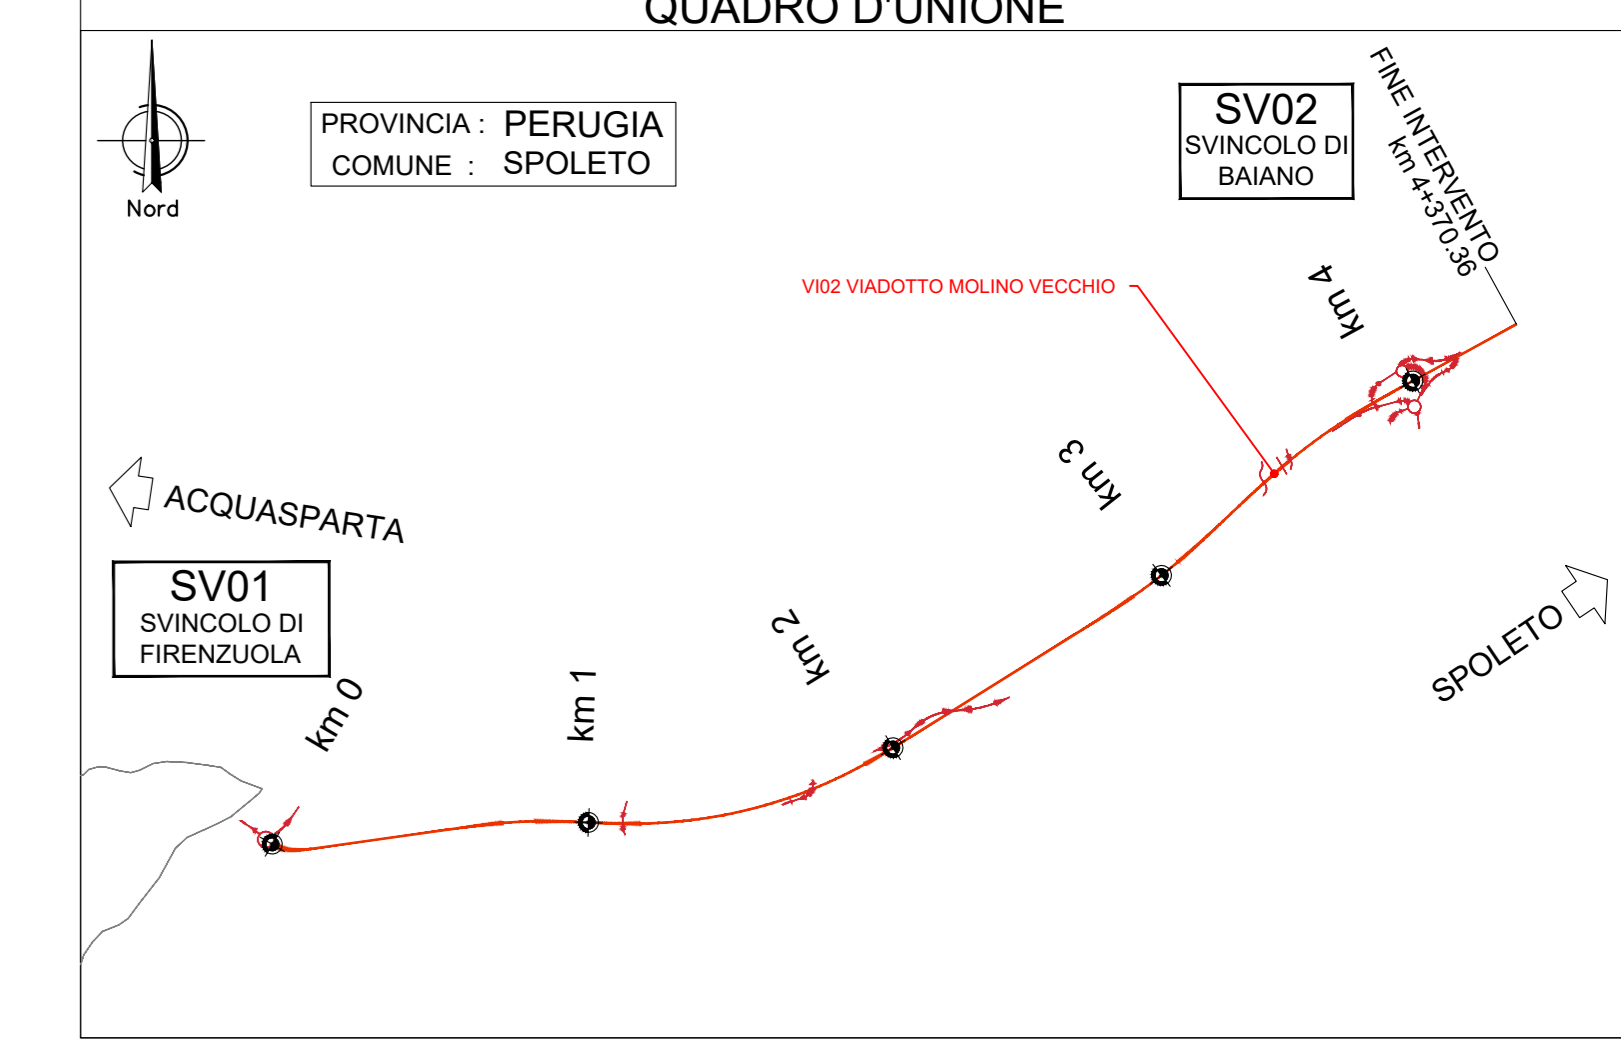 QUADRO D'UNIONE
Nord
PROVINCIA : PERUGIA
COMUNE : SPOLETO
SV02
SVINCOLO DI
BAIANO
FINE INTERVENTO
km 4+370.36
VI02 VIADOTTO MOLINO VECCHIO
km 4
km 3
ACQUASPARTA
SV01
SVINCOLO DI
FIRENZUOLA
km 0
km 1
km 2
SPOLETO